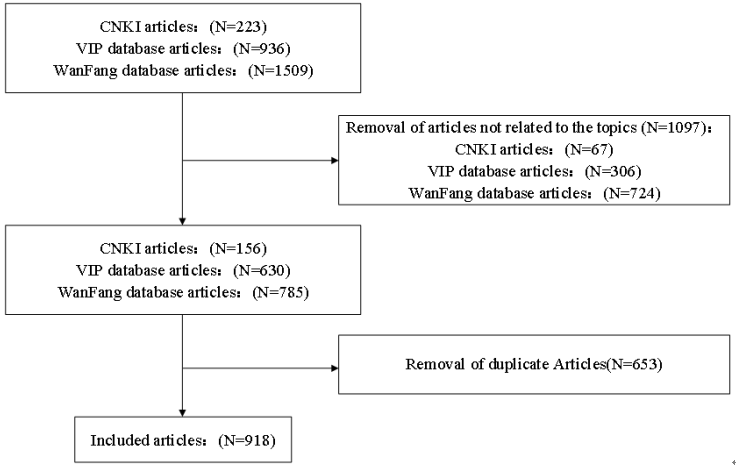 CNKI articles：(N=223)
VIP database articles：(N=936)
WanFang database articles：(N=1509)
Removal of articles not related to the topics (N=1097)：
CNKI articles：(N=67)
VIP database articles：(N=306)
WanFang database articles：(N=724)
CNKI articles：(N=156)
VIP database articles：(N=630)
WanFang database articles：(N=785)
Removal of duplicate Articles(N=653)
Included articles：(N=918)